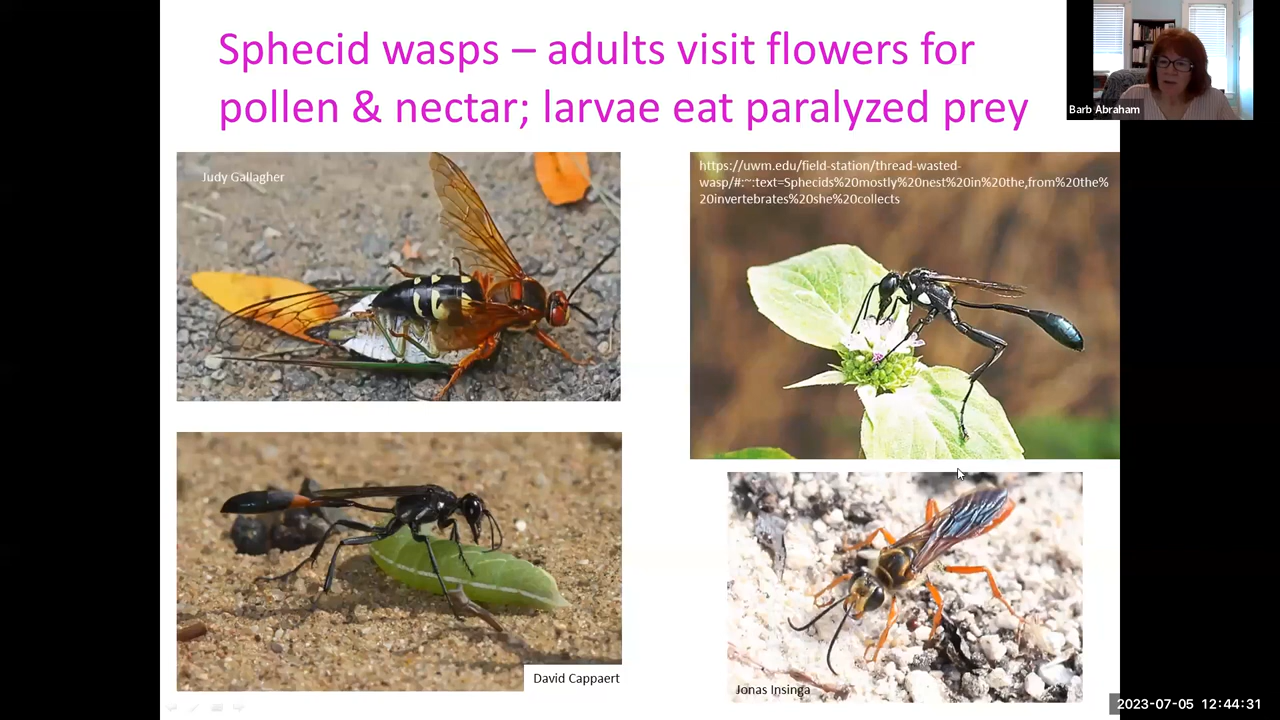 Sphecid wasps – adults visit flowers for
pollen & nectar; larvae eat paralyzed prey
Barb Abraham
Judy Gallagher
https://uwm.edu/field-station/thread-wasted-
wasp/#:~:text=Sphecids%20mostly%20nest%20in%20the,from%20the%
20invertebrates%20she%20collects
David Cappaert
Jonas Insinga
2023-07-05 12:44:31